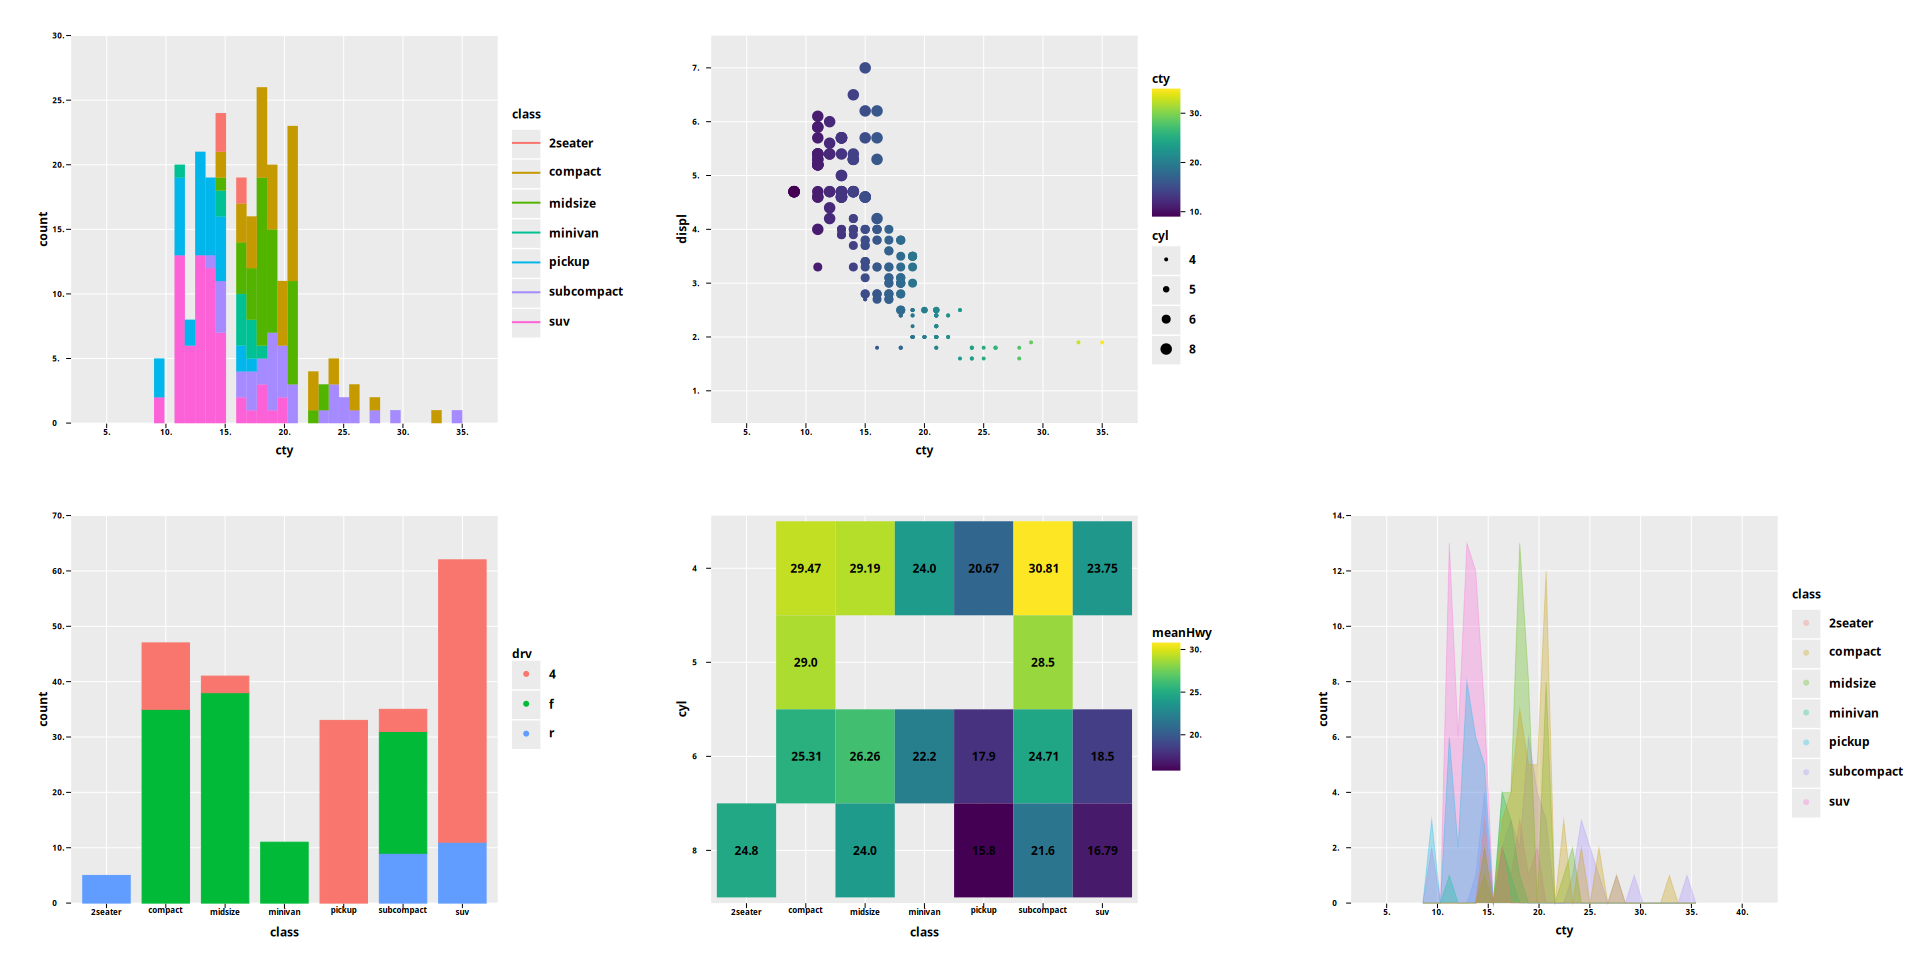 30.
25.
20.
15.
10.
5.
0
count
5.
10.
15.
20.
25.
30.
35.
cty
class
2seater
compact
midsize
minivan
pickup
subcompact
suv
7.
6.
5.
4.
3.
2.
1.
displ
5.
10.
15.
20.
25.
30.
35.
cty
cty
30.
20.
10.
cyl
4
5
6
8
70.
60.
50.
40.
30.
20.
10.
0
count
2seater
compact
midsize
minivan
pickup
subcompact
suv
class
drv
4
f
r
4
5
6
8
cyl
29.47 29.19 24.0 20.67 30.81 23.75
29.0 28.5
25.31 26.26 22.2 17.9 24.71 18.5
24.8 24.0 15.8 21.6 16.79
2seater
compact
midsize
minivan
pickup
subcompact
suv
class
meanHwy
30.
25.
20.
14.
12.
10.
8.
6.
4.
2.
0
count
5.
10.
15.
20.
25.
30.
35.
40.
cty
class
2seater
compact
midsize
minivan
pickup
subcompact
suv